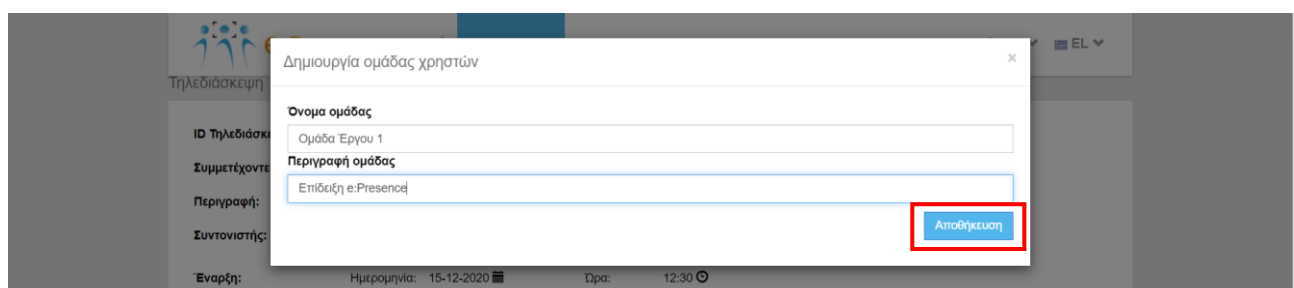 EL
Δημιουργία ομάδας χρηστών
×
Τηλεδιάσκεψη
Όνομα ομάδας
Ομάδα Έργου 1
ID Τηλεδιάσκε
Περιγραφή ομάδας
Συμμετέχοντε
Επίδειξη e:Presence
Περιγραφή:
Αποθήκευση
Συντονιστής:
Έναρξη: Ημερομηνία: 15-12-2020 Ώρα: 12:30